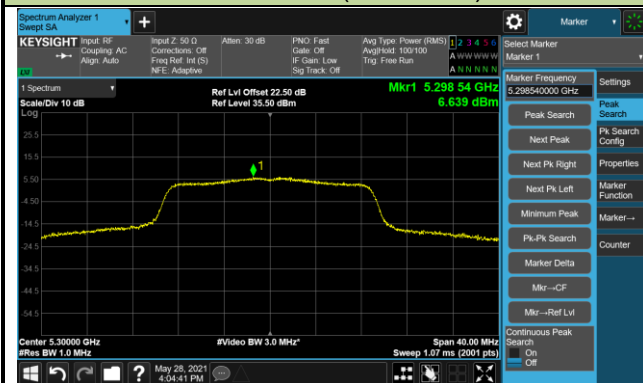 Spectrum Analyzer 1
Swept SA
Marker
KEYSIGHT
Input: RF
Coupling: AC
Align: Auto
Input Z: 50 Ω
Corrections: Off
Freq Ref: Int (S)
NFE: Adaptive
Atten: 30 dB
PNO: Fast
Gate: Off
IF Gain: Low
Sig Track: Off
Avg Type: Power (RMS)
Avg|Hold: 100/100
Trig: Free Run
1 2 3 4 5 6
A W W W W W
A N N N N N
Select Marker
Marker 1
1 Spectrum
Scale/Div 10 dB
Log
Ref Lvl Offset 22.50 dB
Ref Level 35.50 dBm
Mkr1 5.298 54 GHz
6.639 dBm
25.5
15.5
5.50
-4.50
-14.5
-24.5
-34.5
-44.5
-54.5
1
Center 5.30000 GHz
#Res BW 1.0 MHz
#Video BW 3.0 MHz*
Span 40.00 MHz
Sweep 1.07 ms (2001 pts)
Marker Frequency
5.298540000 GHz
Peak Search
Next Peak
Next Pk Right
Next Pk Left
Minimum Peak
Pk-Pk Search
Marker Delta
Mkr→CF
Mkr→Ref Lvl
Continuous Peak
Search
On
Off
Settings
Peak
Search
Pk Search
Config
Properties
Marker
Function
Marker→
Counter
May 28, 2021
4:04:41 PM